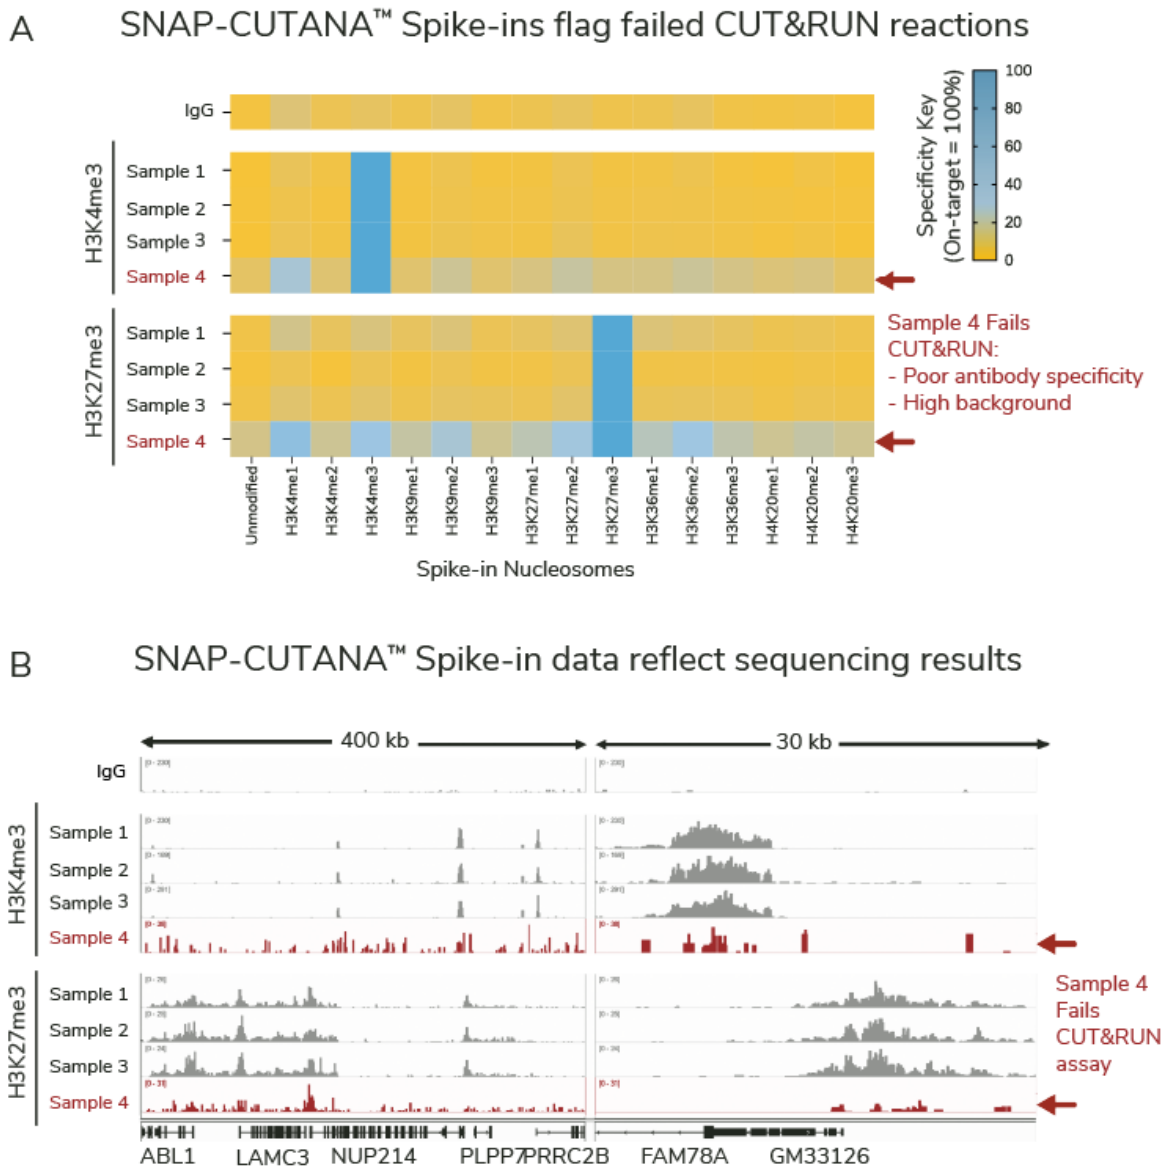 A
SNAP-CUTANA™ Spike-ins flag failed CUT&RUN reactions
IgG
H3K4me3
Sample 1
Sample 2
Sample 3
Sample 4
H3K27me3
Sample 1
Sample 2
Sample 3
Sample 4
Specificity Key
(On-target = 100%)
100
80
60
40
20
0
Sample 4 Fails
CUT&RUN:
- Poor antibody specificity
- High background
Unmodified
H3K4me1
H3K4me2
H3K4me3
H3K9me1
H3K9me2
H3K9me3
H3K27me1
H3K27me2
H3K27me3
H3K36me1
H3K36me2
H3K36me3
H4K20me1
H4K20me2
H4K20me3
Spike-in Nucleosomes
B
SNAP-CUTANA™ Spike-in data reflect sequencing results
400 kb
30 kb
IgG
H3K4me3
Sample 1
Sample 2
Sample 3
Sample 4
H3K27me3
Sample 1
Sample 2
Sample 3
Sample 4
Sample 4
Fails
CUT&RUN
assay
ABL1 LAMC3 NUP214 PLPP7 PRRC2B FAM78A GM33126